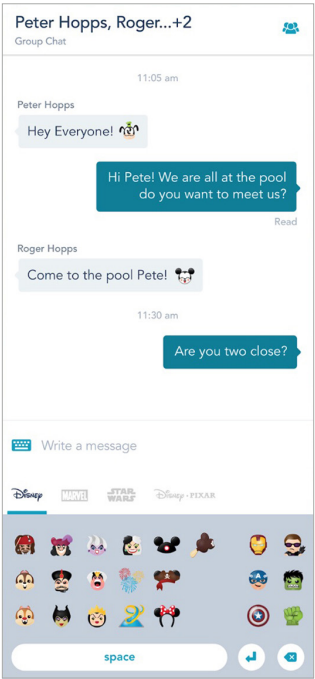 Peter Hopps, Roger...+2
Group Chat
11:05 am
Peter Hopps
Hey Everyone!
Hi Pete! We are all at the pool
do you want to meet us?
Read
Roger Hopps
Come to the pool Pete!
11:30 am
Are you two close?
Write a message
Disney MARVEL STAR WARS Disney · PIXAR
space